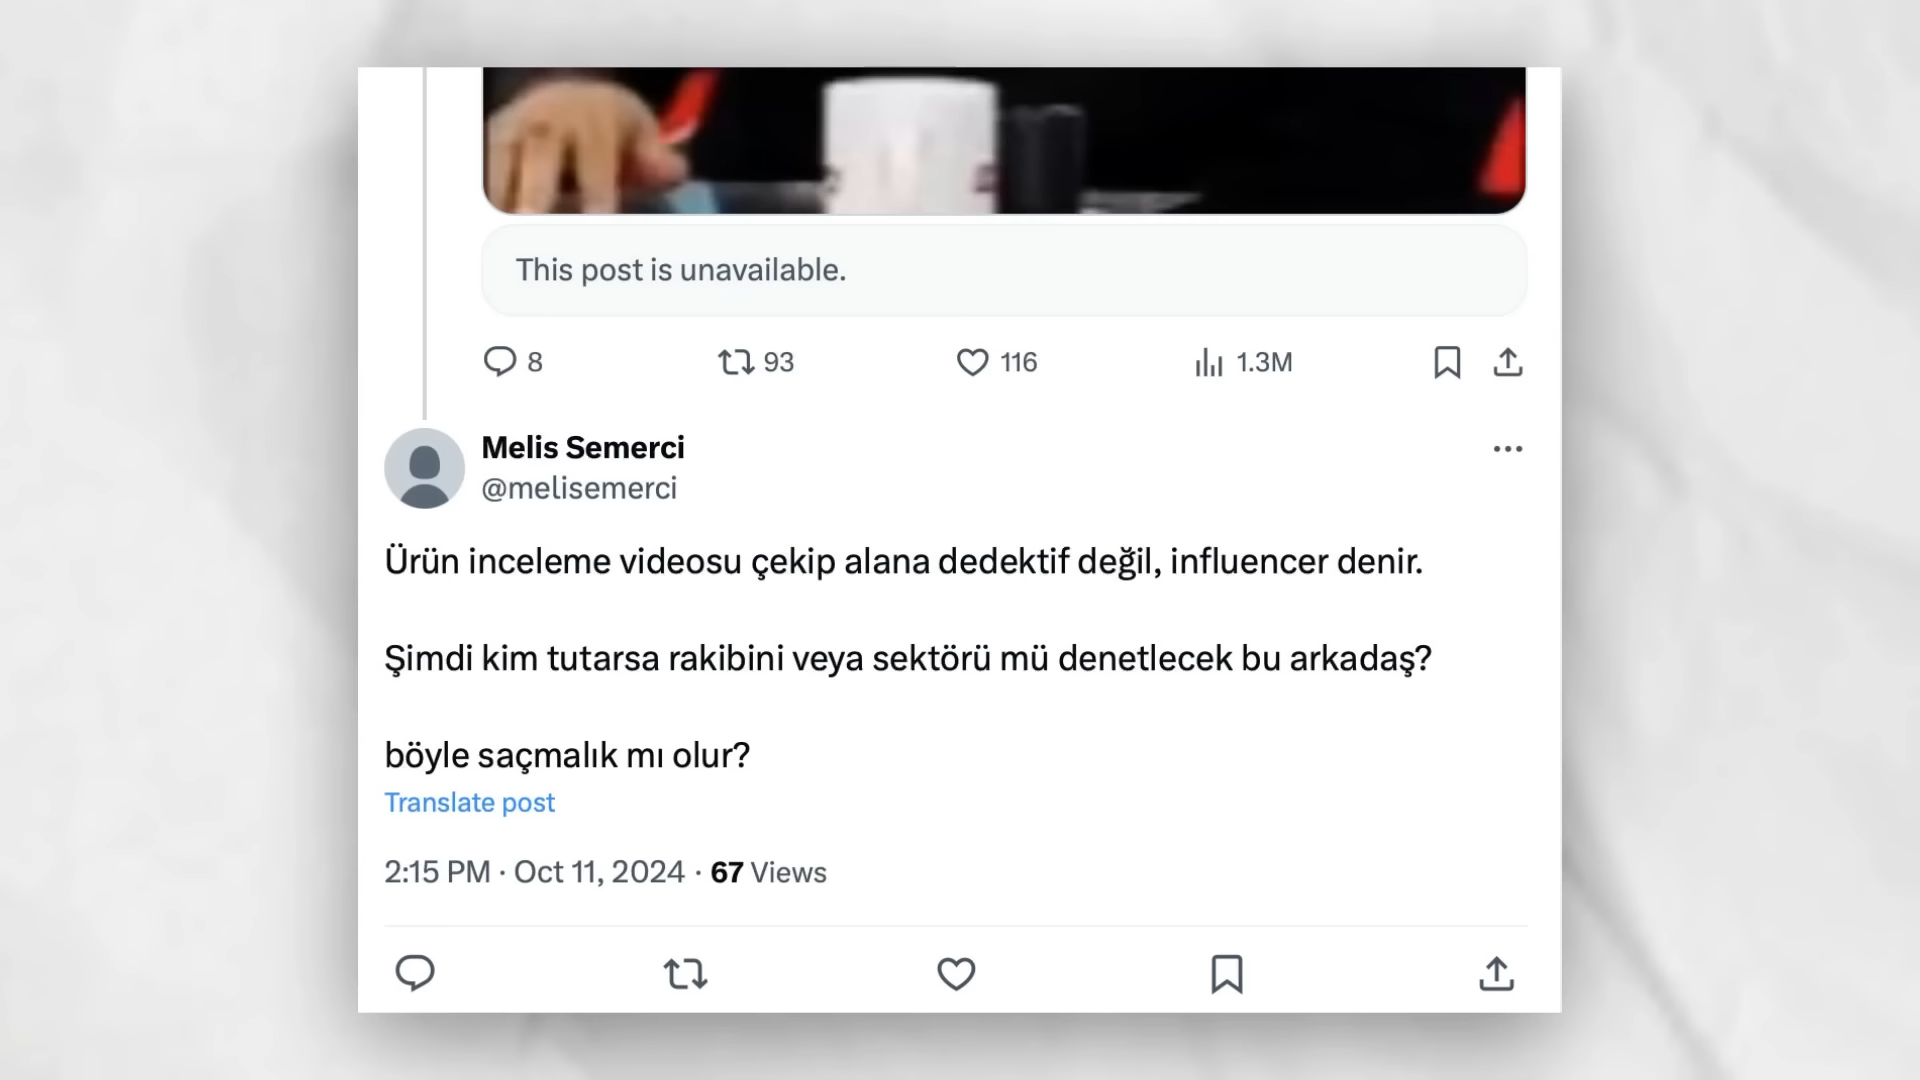 This post is unavailable.
8 93 116 1.3M
Melis Semerci
@melisemerci
Ürün inceleme videosu çekip alana dedektif değil, influencer denir.
Şimdi kim tutarsa rakibini veya sektörü mü denetlecek bu arkadaş?
böyle saçmalık mı olur?
Translate post
2:15 PM · Oct 11, 2024 · 67 Views